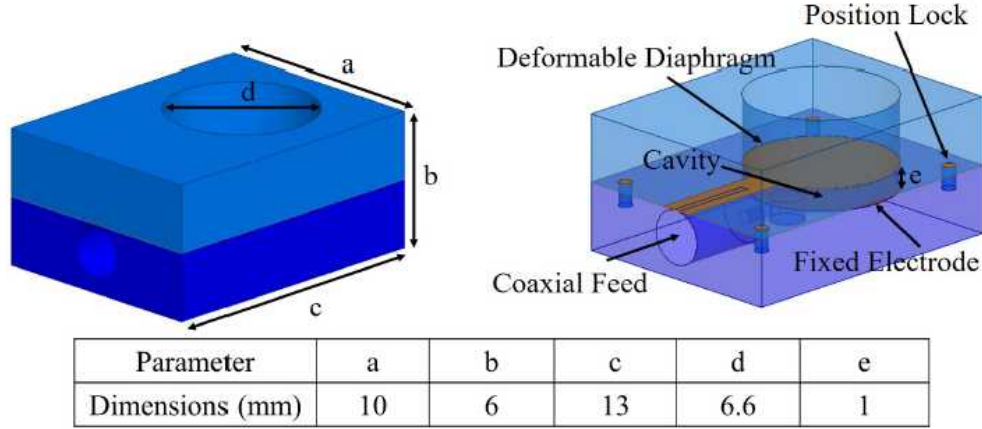 a
d
b
c
Position Lock
Deformable Diaphragm
Cavity
e
Coaxial Feed
Fixed Electrode
Parameter a b c d e
Dimensions (mm) 10 6 13 6.6 1